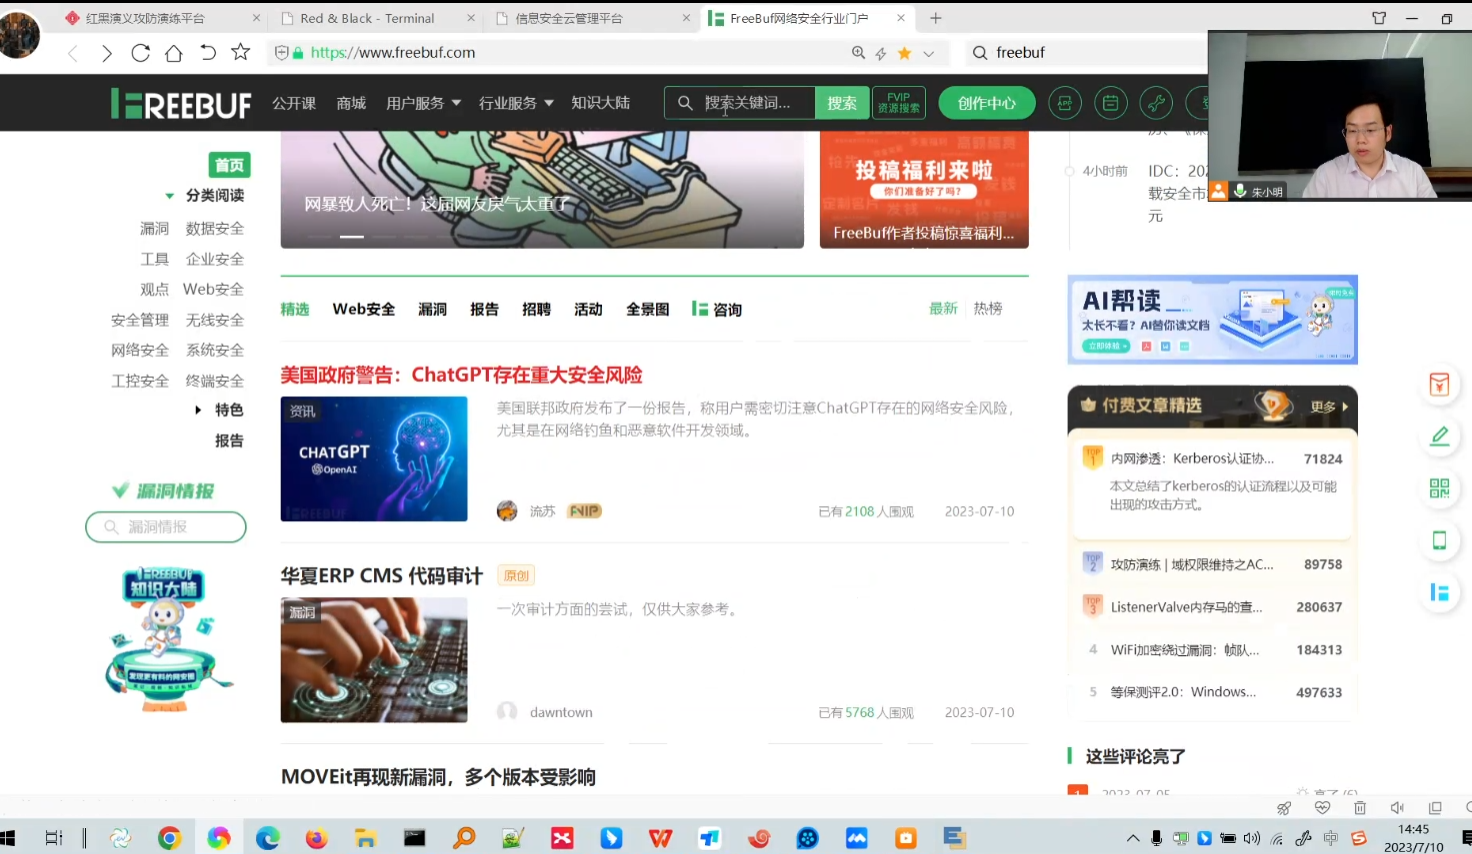 红黑演义攻防演练平台
Red & Black - Terminal
信息安全云管理平台
FreeBuf网络安全行业门户
https://www.freebuf.com
freebuf
REEBUF
公开课
商城
用户服务
行业服务
知识大陆
搜索关键词...
搜索
FVIP
资源搜索
创作中心
APP
朱小明
首页
分类阅读
漏洞 数据安全
工具 企业安全
观点 Web安全
安全管理 无线安全
网络安全 系统安全
工控安全 终端安全
特色
报告
漏洞情报
漏洞情报
FREEBUF
知识大陆
发现更有料的网安圈
网暴致人死亡！这届网友戾气太重了
投稿福利来啦
你们准备好了吗？
FreeBuf作者投稿惊喜福利...
4小时前
IDC：202
载安全市
元
精选
Web安全
漏洞
报告
招聘
活动
全景图
咨询
最新
热榜
美国政府警告：ChatGPT存在重大安全风险
资讯
CHATGPT
OpenAI
美国联邦政府发布了一份报告，称用户需密切注意ChatGPT存在的网络安全风险，
尤其是在网络钓鱼和恶意软件开发领域。
流苏
FVIP
已有 2108 人围观
2023-07-10
华夏ERP CMS 代码审计
原创
漏洞
一次审计方面的尝试，仅供大家参考。
dawntown
已有 5768 人围观
2023-07-10
MOVEit再现新漏洞，多个版本受影响
AI帮读
太长不看？AI替你读文档
立即体验
付费文章精选
更多
TOP
1
内网渗透：Kerberos认证协...
71824
本文总结了kerberos的认证流程以及可能
出现的攻击方式。
TOP
2
攻防演练 | 域权限维持之AC...
89758
TOP
3
ListenerValve内存马的查...
280637
4
WiFi加密绕过漏洞：帧队...
184313
5
等保测评2.0：Windows...
497633
这些评论亮了
1
2023-07-05
亮了 (6)
中
14:45
2023/7/10